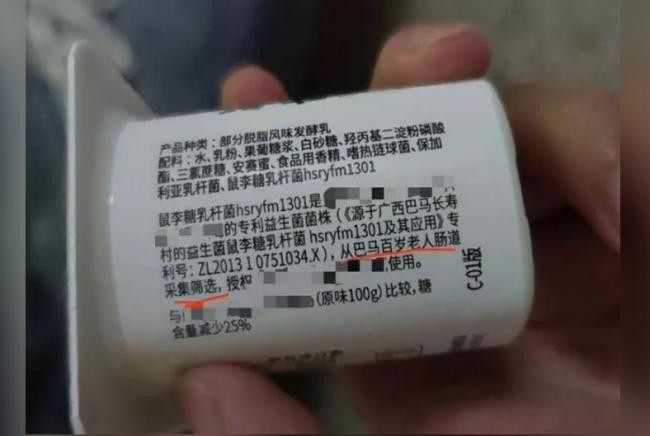 产品种类：部分脱脂风味发酵乳
配料：水、乳粉、果葡糖浆、白砂糖、羟丙基二淀粉磷酸
酯、三氯蔗糖、安赛蜜、食品用香精、嗜热链球菌、保加
利亚乳杆菌、鼠李糖乳杆菌hsryfm1301
鼠李糖乳杆菌hsryfm1301是
的专利益生菌菌株（《源于广西巴马长寿
村的益生菌鼠李糖乳杆菌 hsryfm1301及其应用》专
利号：ZL2013 1 0751034.X），从巴马百岁老人肠道
采集筛选，授权 使用。
与 （原味100g）比较，糖
含量减少25%
C-01版